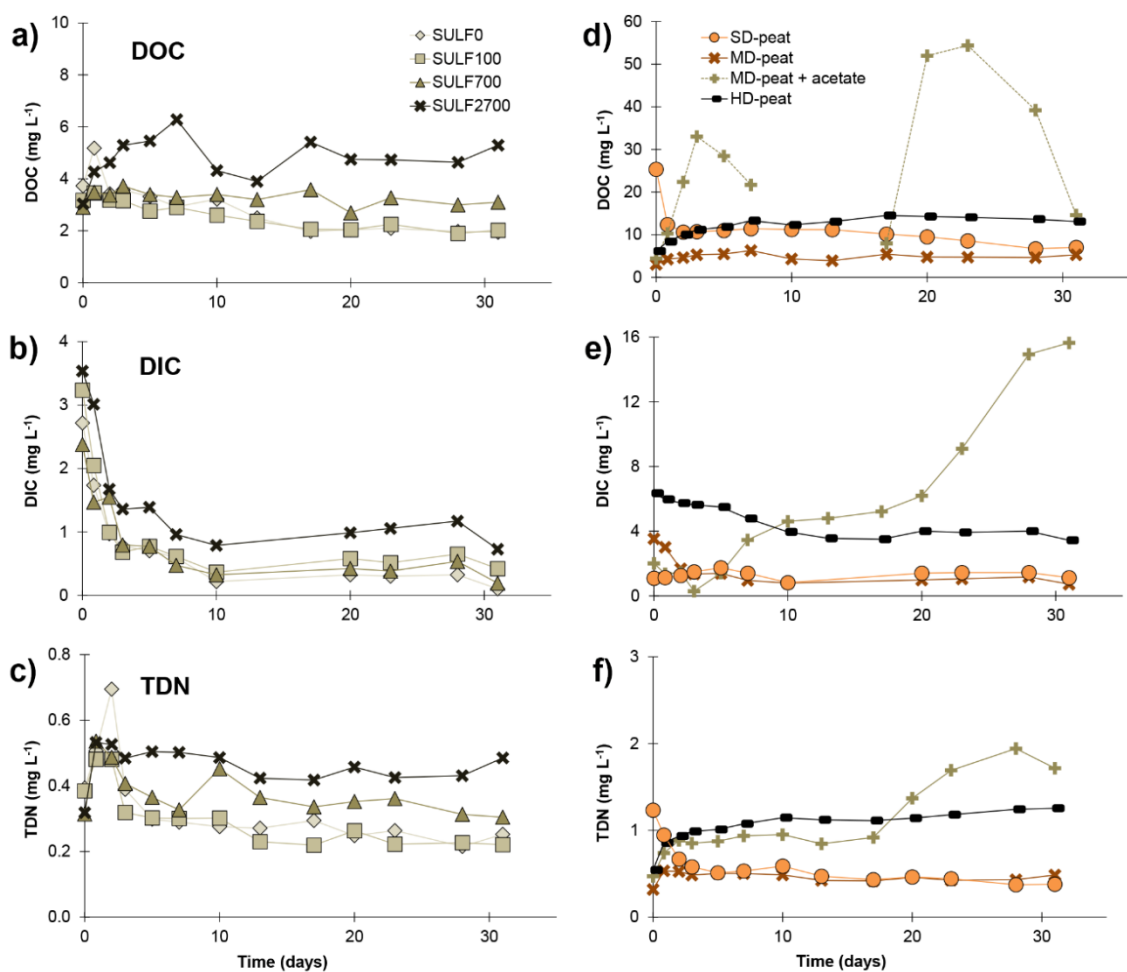 a)
DOC
SULF0
SULF100
SULF700
SULF2700
DOC (mg L⁻¹)
10
8
6
4
2
0
0
10
20
30
d)
SD-peat
MD-peat
MD-peat + acetate
HD-peat
DOC (mg L⁻¹)
60
50
40
30
20
10
0
0
10
20
30
b)
DIC
DIC (mg L⁻¹)
4
3
2
1
0
0
10
20
30
e)
DIC (mg L⁻¹)
16
12
8
4
0
0
10
20
30
c)
TDN
TDN (mg L⁻¹)
0.8
0.6
0.4
0.2
0.0
0
10
20
30
Time (days)
f)
TDN (mg L⁻¹)
3
2
1
0
0
10
20
30
Time (days)